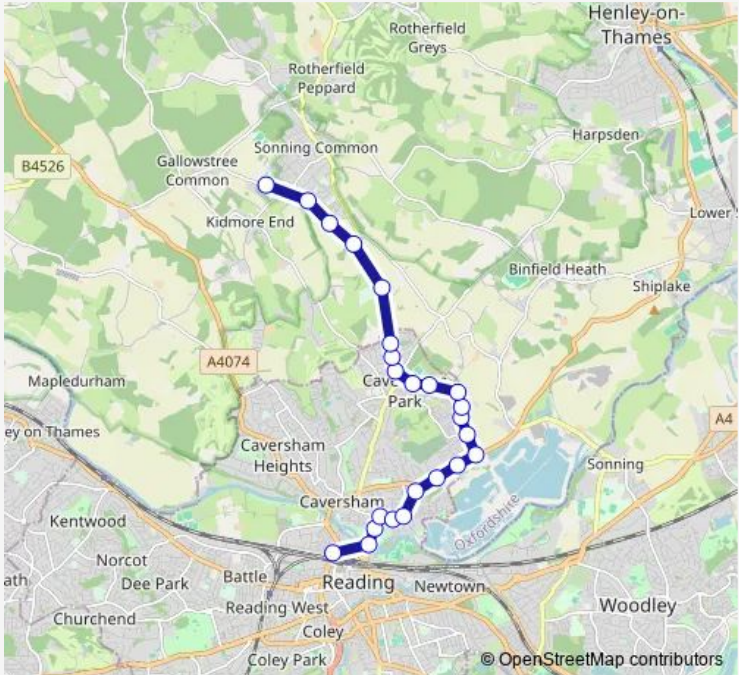 Henley-on-
Thames
Rotherfield
Greys
Rotherfield
Peppard
Harpsden
Sonning Common
B4526
Gallowstree
Common
Lower
Kidmore End
Binfield Heath
Shiplake
A4074
Mapledurham
Park
A4
ey on Thames
Caversham
Heights
Sonning
Caversham
Kentwood
Oxfordshire
Norcot
Battle
Reading
Newtown
ath
Dee Park
Reading West
Woodley
Churchend
Coley
Coley Park
© OpenStreetMap contributors